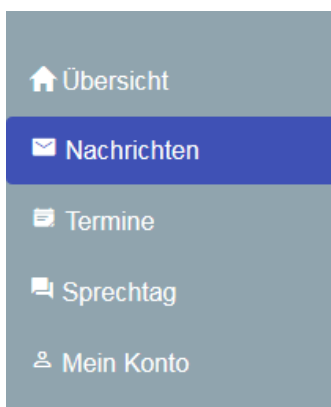 Übersicht
Nachrichten
Termine
Sprechtag
Mein Konto